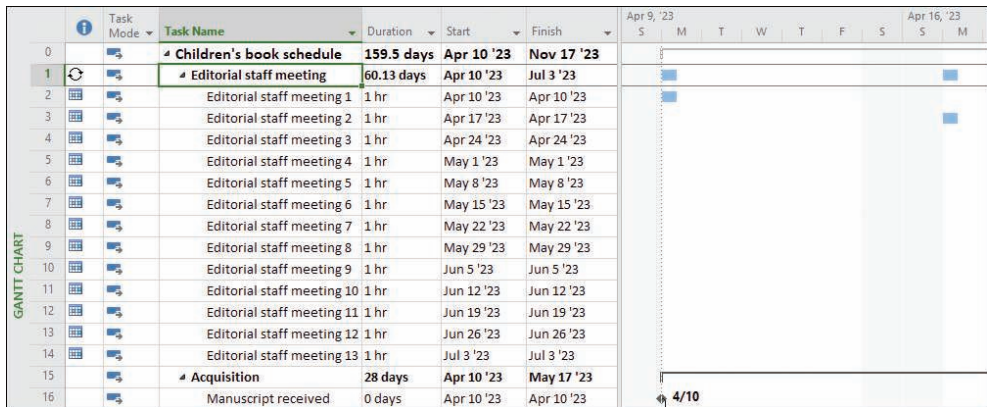 Apr 9, '23 Apr 16, '23
Task Mode Task Name Duration Start Finish S M T W T F S S M
0 Children's book schedule 159.5 days Apr 10 '23 Nov 17 '23
1 Editorial staff meeting 60.13 days Apr 10 '23 Jul 3 '23
2 Editorial staff meeting 1 1 hr Apr 10 '23 Apr 10 '23
3 Editorial staff meeting 2 1 hr Apr 17 '23 Apr 17 '23
4 Editorial staff meeting 3 1 hr Apr 24 '23 Apr 24 '23
5 Editorial staff meeting 4 1 hr May 1 '23 May 1 '23
6 Editorial staff meeting 5 1 hr May 8 '23 May 8 '23
7 Editorial staff meeting 6 1 hr May 15 '23 May 15 '23
8 Editorial staff meeting 7 1 hr May 22 '23 May 22 '23
9 Editorial staff meeting 8 1 hr May 29 '23 May 29 '23
10 Editorial staff meeting 9 1 hr Jun 5 '23 Jun 5 '23
11 Editorial staff meeting 10 1 hr Jun 12 '23 Jun 12 '23
12 Editorial staff meeting 11 1 hr Jun 19 '23 Jun 19 '23
13 Editorial staff meeting 12 1 hr Jun 26 '23 Jun 26 '23
14 Editorial staff meeting 13 1 hr Jul 3 '23 Jul 3 '23
15 Acquisition 28 days Apr 10 '23 May 17 '23
16 Manuscript received 0 days Apr 10 '23 Apr 10 '23 4/10
GANTT CHART